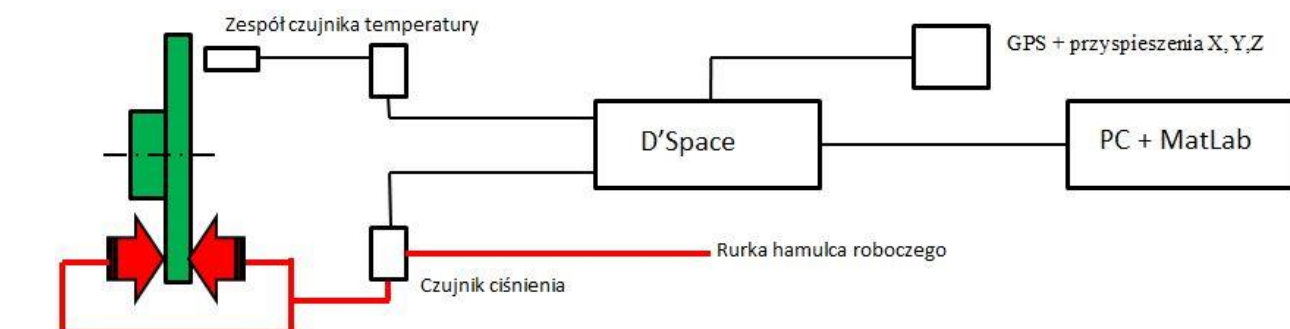 Zespół czujnika temperatury
GPS + przyspieszenia X,Y,Z
D'Space
PC + MatLab
Rurka hamulca roboczego
Czujnik ciśnienia